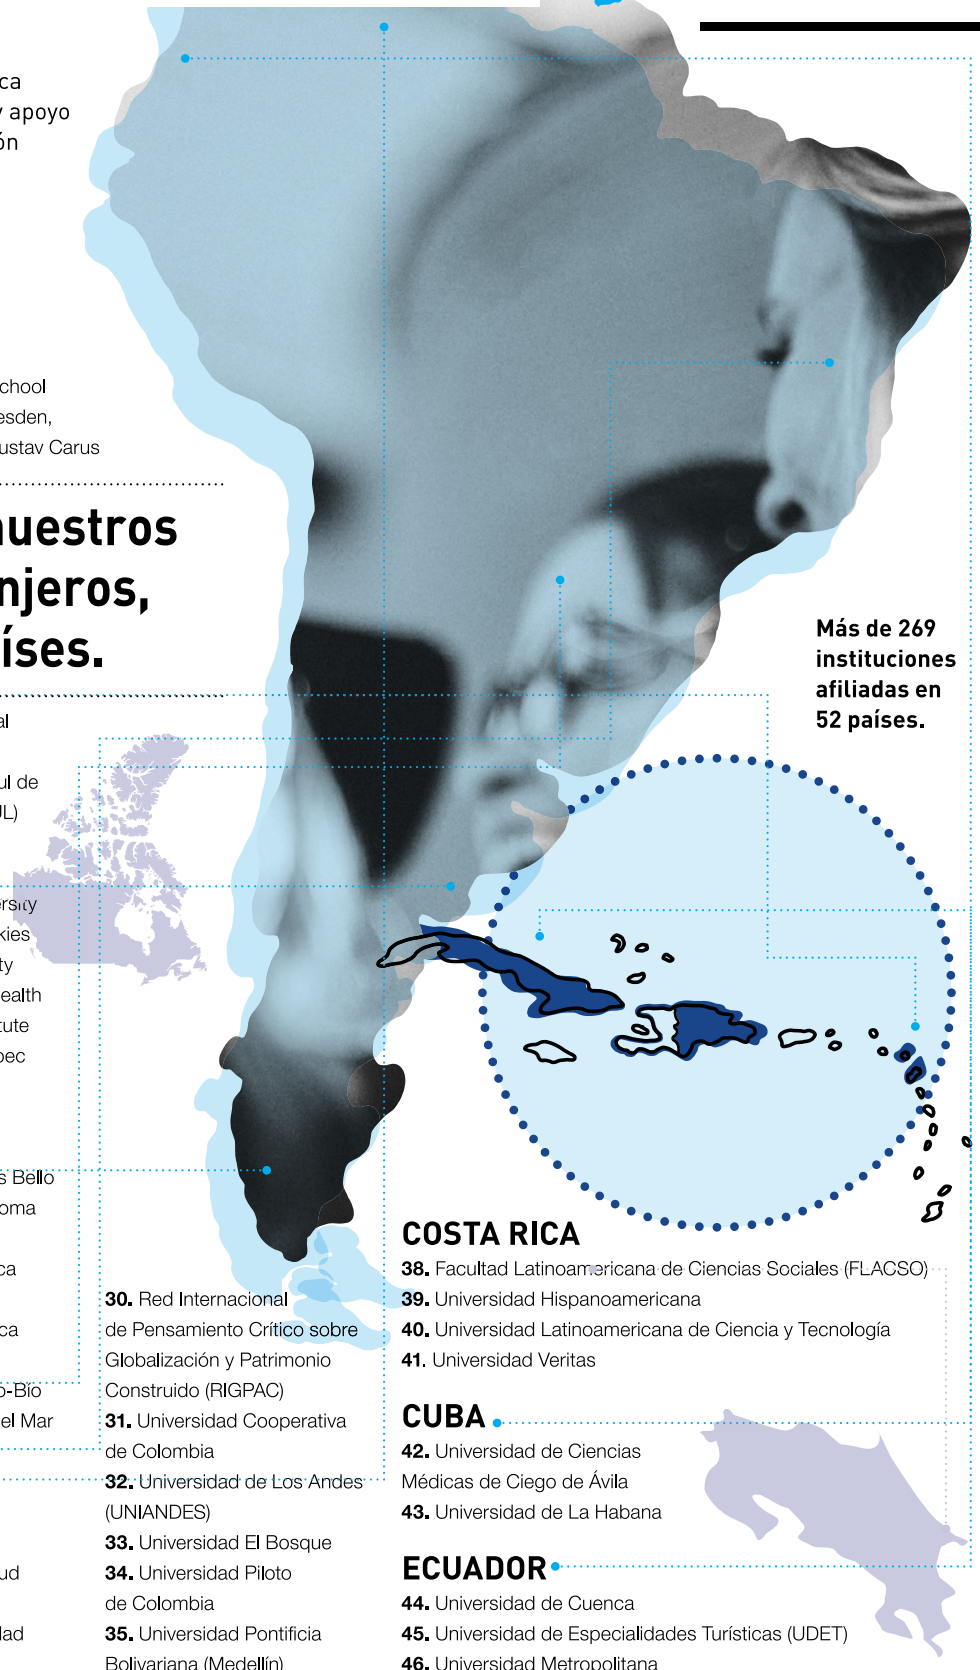 ca
y apoyo
ón
chool
esden,
ustav Carus
nuestros
njeros,
íses.
al
ul de
UL)
ersity
kies
ty
ealth
tute
bec
s Bello
oma
ca
ca
o-Bío
el Mar
ud
dad
Más de 269
instituciones
afiliadas en
52 países.
30. Red Internacional
de Pensamiento Crítico sobre
Globalización y Patrimonio
Construido (RIGPAC)
31. Universidad Cooperativa
de Colombia
32. Universidad de Los Andes
(UNIANDES)
33. Universidad El Bosque
34. Universidad Piloto
de Colombia
35. Universidad Pontificia
Bolivariana (Medellín)
COSTA RICA
38. Facultad Latinoamericana de Ciencias Sociales (FLACSO)
39. Universidad Hispanoamericana
40. Universidad Latinoamericana de Ciencia y Tecnología
41. Universidad Veritas
CUBA
42. Universidad de Ciencias
Médicas de Ciego de Ávila
43. Universidad de La Habana
ECUADOR
44. Universidad de Cuenca
45. Universidad de Especialidades Turísticas (UDET)
46. Universidad Metropolitana